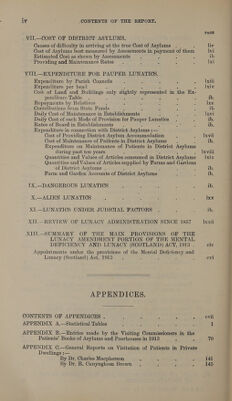 iv CONTENTS OF THE REPORT.
PAGE
VII.—COST OF DISTRICT ASYLUMS.
Causes of difficulty in arriving at the true Cost of Asylums . liv
Cost of Asylums best measured by Assessments in payment of them lxi
Estimated Cost as shown by Assessments . ib.
Providing and Maintenance Rates . lxi
VIII.—EXPENDITURE FOR PAUPER LUNATICS.
Expenditure by Parish Councils . lxiii
Expenditure per head . lxiv
Cost of Land and Buildings only slightly represented in the Expenditure Table . ib.
Repayments by Relatives . lxv
Contributions from State Funds . ib.
Daily Cost of Maintenance in Establishments . lxvi
Daily Cost of each Mode of Provision for Pauper Lunatics . ib.
Rates of Board in Establishments . ib.
Expenditure in connection with District Asylums—
Cost of Providing District Asylum Accommodation . lxvii
Cost of Maintenance of Patients in District Asylums . ib.
Expenditure on Maintenance of Patients in District Asylums
during past ten years . lxviii
Quantities and Values of Articles consumed in District Asylums lxix
Quantities and Values of Articles supplied by Farms and Gardens
of District Asylums . ib.
Farm and Garden Accounts of District Asylums . ib.
IX.—DANGEROUS LUNATICS . ib.
X.—ALIEN LUNATICS . lxx
XI.—LUNATICS UNDER JUDICIAL FACTORS . ib.
XII.—REVIEW OF LUNACY ADMINISTRATION SINCE 1857 lxxii
XIII.—SUMMARY OF THE MAIN PROVISIONS OF THE
LUNACY AMENDMENT PORTION OF THE MENTAL
DEFICIENCY AND LUNACY (SCOTLAND) ACT, 1913 .
Appointments under the provisions of the Mental Deficiency and
Lunacy (Scotland) Act, 1913 . cvi
APPENDICES.
CONTENTS OF APPENDICES . cvii
APPENDIX A.—Statistical Tables . 1
APPENDIX B.—Entries made by the Visiting Commissioners in the
Patients' Books of Asylums and Poorhouses in 1913 . 70
APPENDIX C.—General Reports on Visitation of Patients in Private
Dwellings :—
By Dr. Charles Macpherson . 141
By Dr. R. Cunyngham Brown . 145